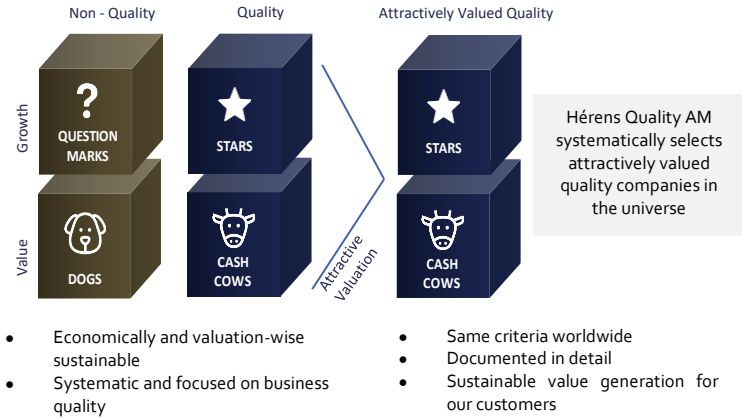 Non - Quality
Quality
Attractively Valued Quality
Growth
?
QUESTION
MARKS
STARS
STARS
Hérens Quality AM
systematically selects
attractively valued
quality companies in
the universe
Value
DOGS
CASH
COWS
Attractive
Valuation
CASH
COWS
• Economically and valuation-wise
sustainable
• Systematic and focused on business
quality
• Same criteria worldwide
• Documented in detail
• Sustainable value generation for
our customers